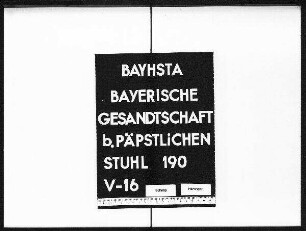 BAYHSTA
BAYERISCHE
GESANDTSCHAFT
b. PÄPSTLiCHEN
STUHL 190
V-16